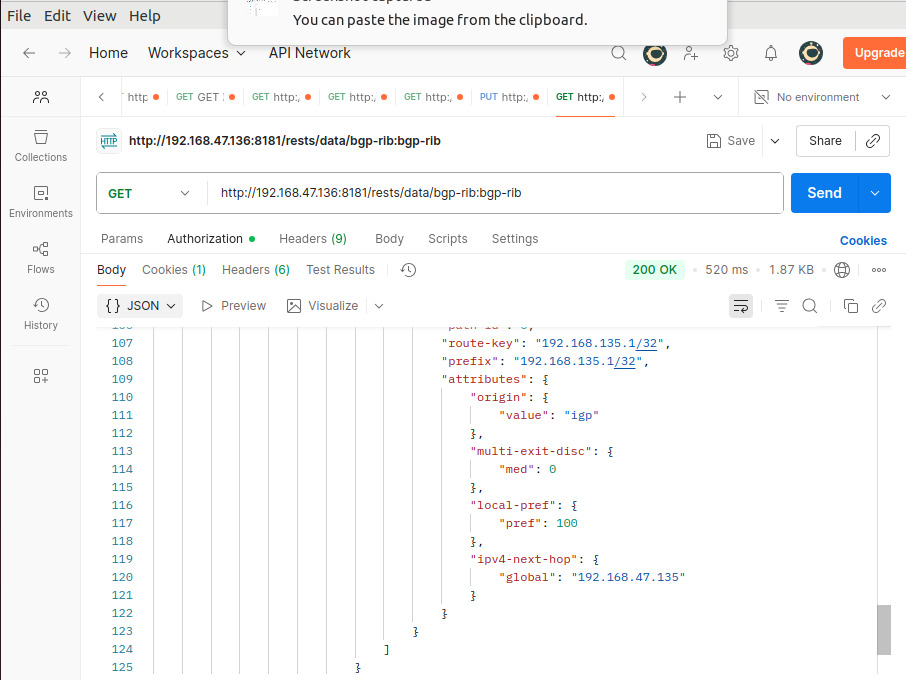 File Edit View Help
You can paste the image from the clipboard.
Home Workspaces API Network Upgrade
http GET GET GET http:, GET http:, GET http:, PUT http:, GET http:, No environment
HTTP http://192.168.47.136:8181/rests/data/bgp-rib:bgp-rib Save Share
GET http://192.168.47.136:8181/rests/data/bgp-rib:bgp-rib Send
Params Authorization Headers (9) Body Scripts Settings Cookies
Body Cookies (1) Headers (6) Test Results 200 OK 520 ms 1.87 KB
{} JSON Preview Visualize
Collections
Environments
Flows
History
107 "route-key": "192.168.135.1/32",
108 "prefix": "192.168.135.1/32",
109 "attributes": {
110 "origin": {
111 "value": "igp"
112 },
113 "multi-exit-disc": {
114 "med": 0
115 },
116 "local-pref": {
117 "pref": 100
118 },
119 "ipv4-next-hop": {
120 "global": "192.168.47.135"
121 }
122 }
123 }
124 ]
125 }